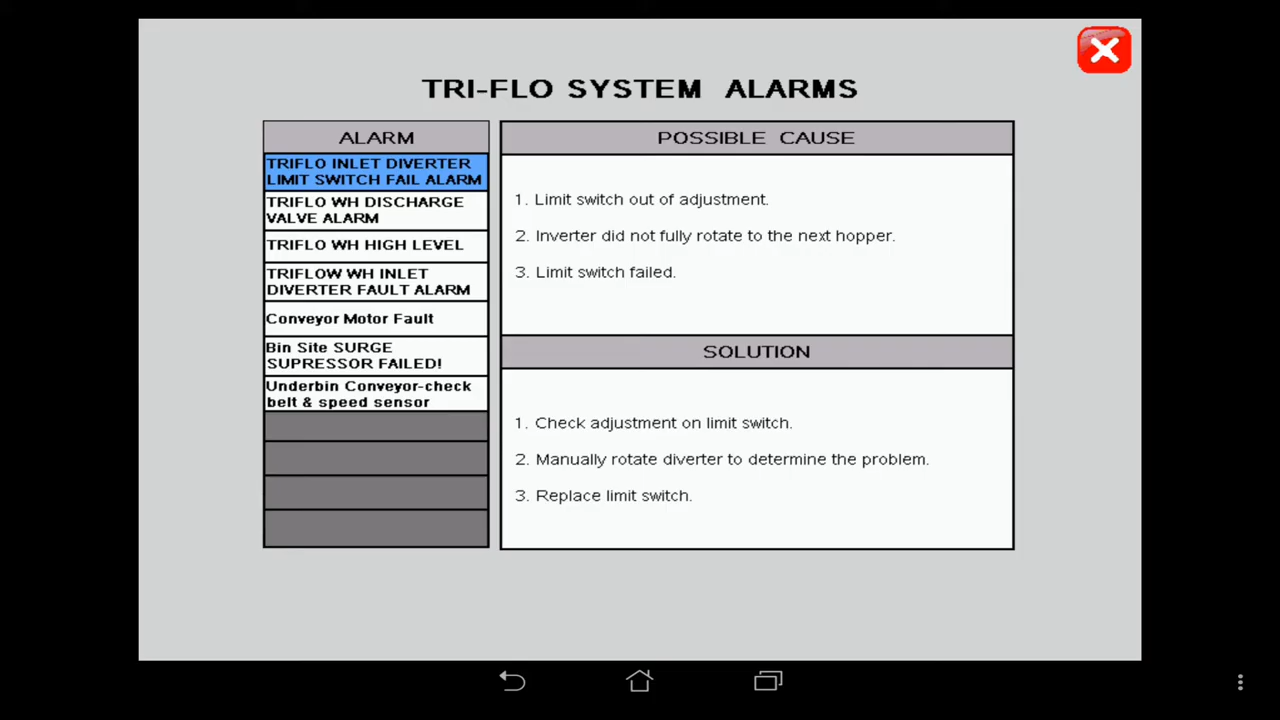 TRI-FLO SYSTEM ALARMS
ALARM
TRIFLO INLET DIVERTER
LIMIT SWITCH FAIL ALARM
TRIFLO WH DISCHARGE
VALVE ALARM
TRIFLO WH HIGH LEVEL
TRIFLOW WH INLET
DIVERTER FAULT ALARM
Conveyor Motor Fault
Bin Site SURGE
SUPRESSOR FAILED!
Underbin Conveyor-check
belt & speed sensor
POSSIBLE CAUSE
1. Limit switch out of adjustment.
2. Inverter did not fully rotate to the next hopper.
3. Limit switch failed.
SOLUTION
1. Check adjustment on limit switch.
2. Manually rotate diverter to determine the problem.
3. Replace limit switch.